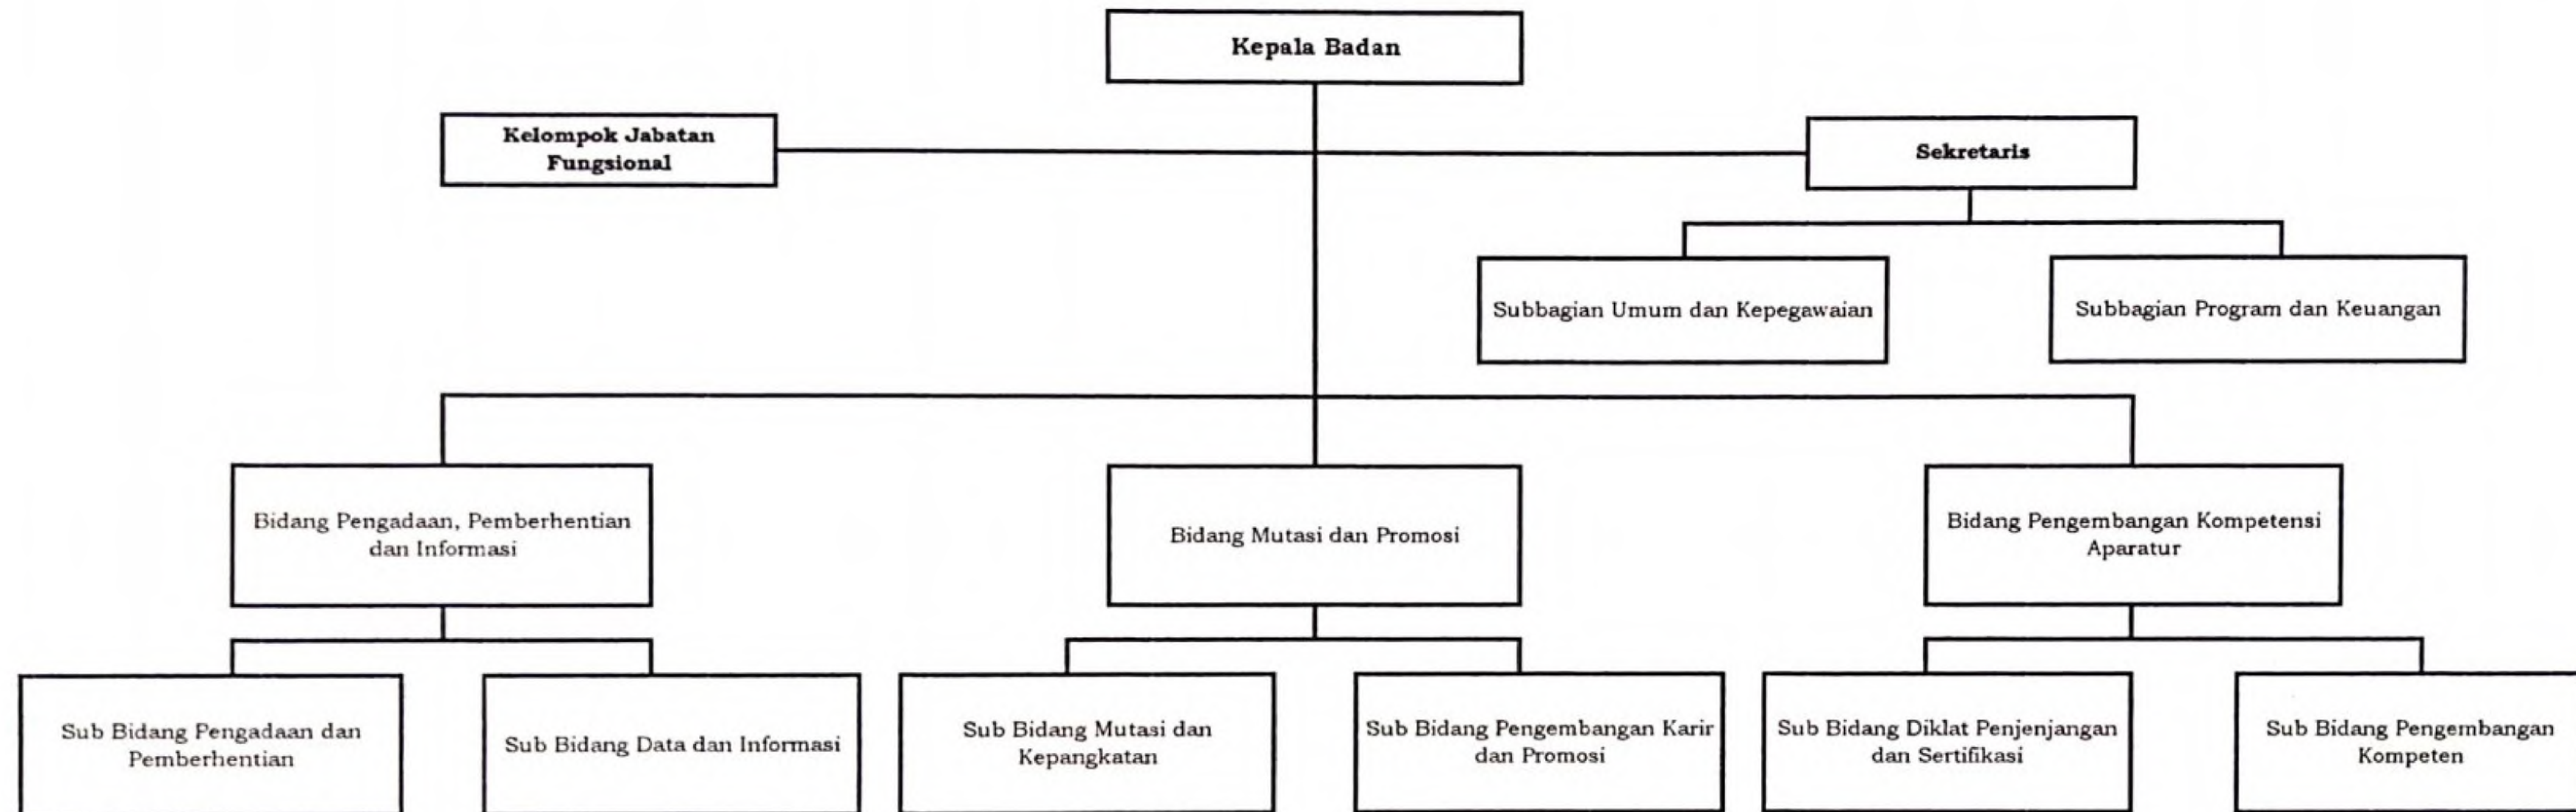 Kepala Badan
Kelompok Jabatan
Fungsional
Sekretaris
Subbagian Umum dan Kepegawaian
Subbagian Program dan Keuangan
Bidang Pengadaan, Pemberhentian
dan Informasi
Bidang Mutasi dan Promosi
Bidang Pengembangan Kompetensi
Aparatur
Sub Bidang Pengadaan dan
Pemberhentian
Sub Bidang Data dan Informasi
Sub Bidang Mutasi dan
Kepangkatan
Sub Bidang Pengembangan Karir
dan Promosi
Sub Bidang Diklat Penjenjangan
dan Sertifikasi
Sub Bidang Pengembangan
Kompeten